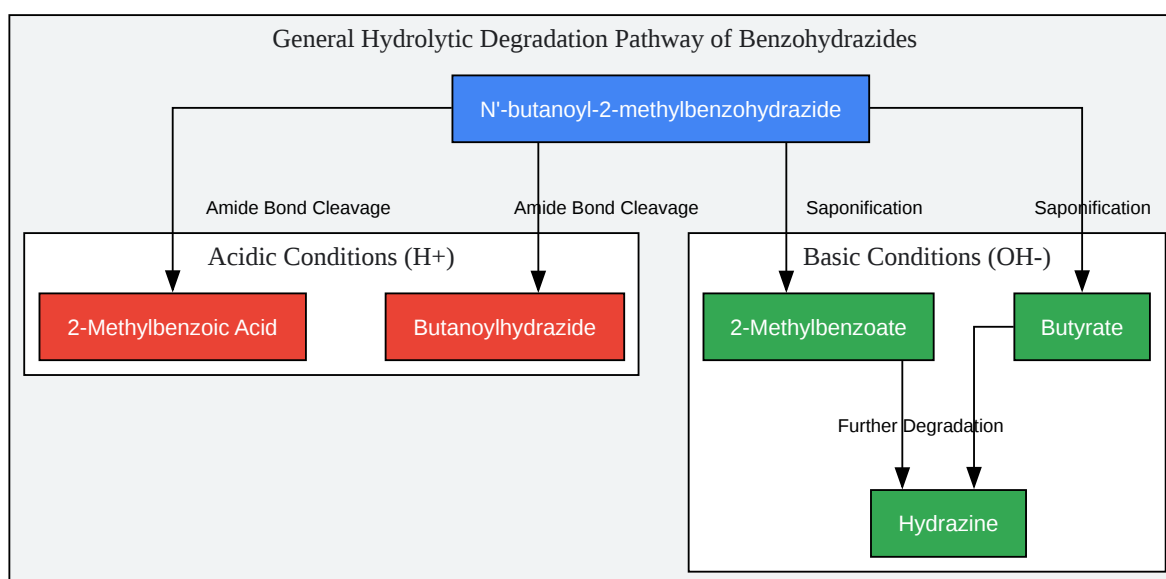 General Hydrolytic Degradation Pathway of Benzohydrazides
N'-butanoyl-2-methylbenzohydrazide
Amide Bond Cleavage
Amide Bond Cleavage
Saponification
Saponification
Acidic Conditions (H+)
Basic Conditions (OH-)
2-Methylbenzoic Acid
Butanoylhydrazide
2-Methylbenzoate
Butyrate
Further Degradation
Hydrazine